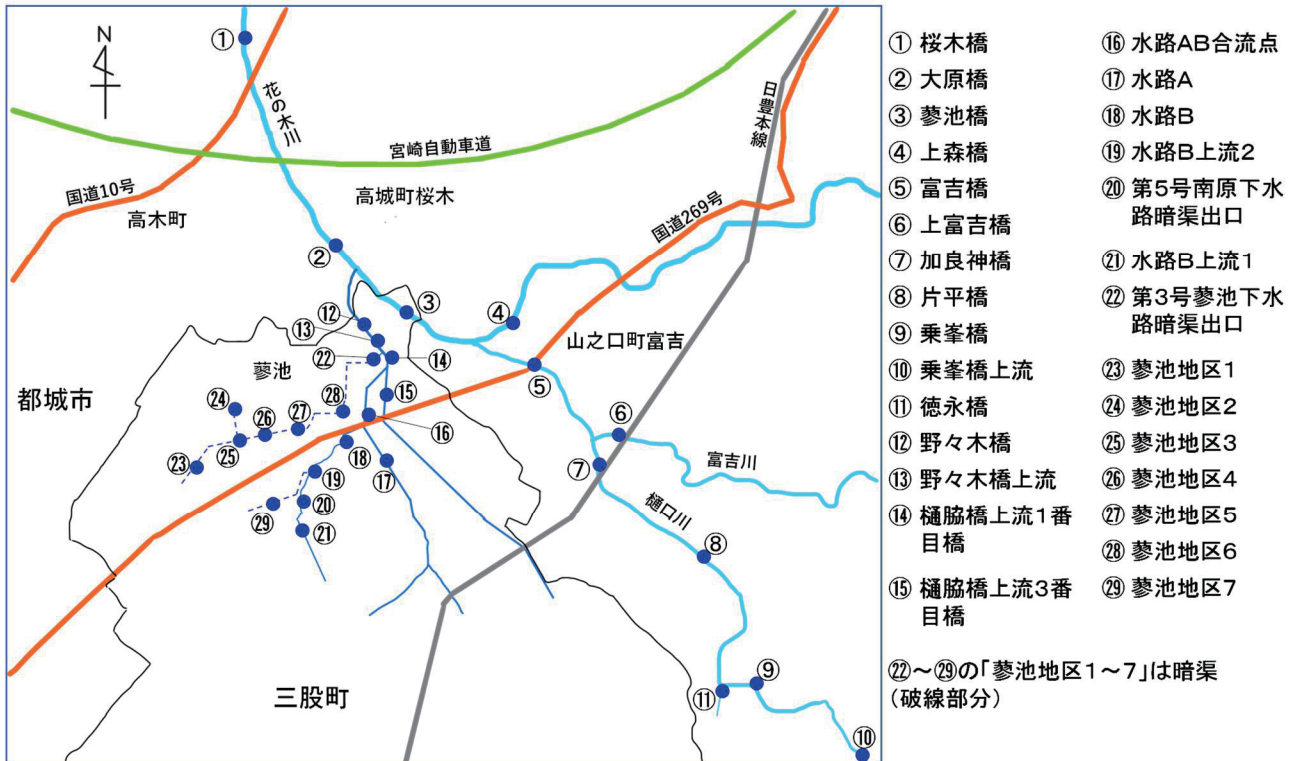 N
①
花の木川
日豊本線
宮崎自動車道
国道10号
高城町桜木
高木町
国道269号
②
③
④
⑫
⑬
山之口町富吉
㉒
⑭
蓼池
⑤
都城市
㉔
㉘
⑮
㉗
㉖
⑥
⑯
㉓
㉕
⑱
富吉川
⑦
⑲
⑰
樋口川
⑳
㉙
㉑
⑧
三股町
⑨
⑪
⑩
① 桜木橋
② 大原橋
③ 蓼池橋
④ 上森橋
⑤ 富吉橋
⑥ 上富吉橋
⑦ 加良神橋
⑧ 片平橋
⑨ 乗峯橋
⑩ 乗峯橋上流
⑪ 徳永橋
⑫ 野々木橋
⑬ 野々木橋上流
⑭ 樋脇橋上流1番
目橋
⑮ 樋脇橋上流3番
目橋
⑯ 水路AB合流点
⑰ 水路A
⑱ 水路B
⑲ 水路B上流2
⑳ 第5号南原下水
路暗渠出口
㉑ 水路B上流1
㉒ 第3号蓼池下水
路暗渠出口
㉓ 蓼池地区1
㉔ 蓼池地区2
㉕ 蓼池地区3
㉖ 蓼池地区4
㉗ 蓼池地区5
㉘ 蓼池地区6
㉙ 蓼池地区7
㉒～㉙の「蓼池地区1～7」は暗渠
(破線部分)